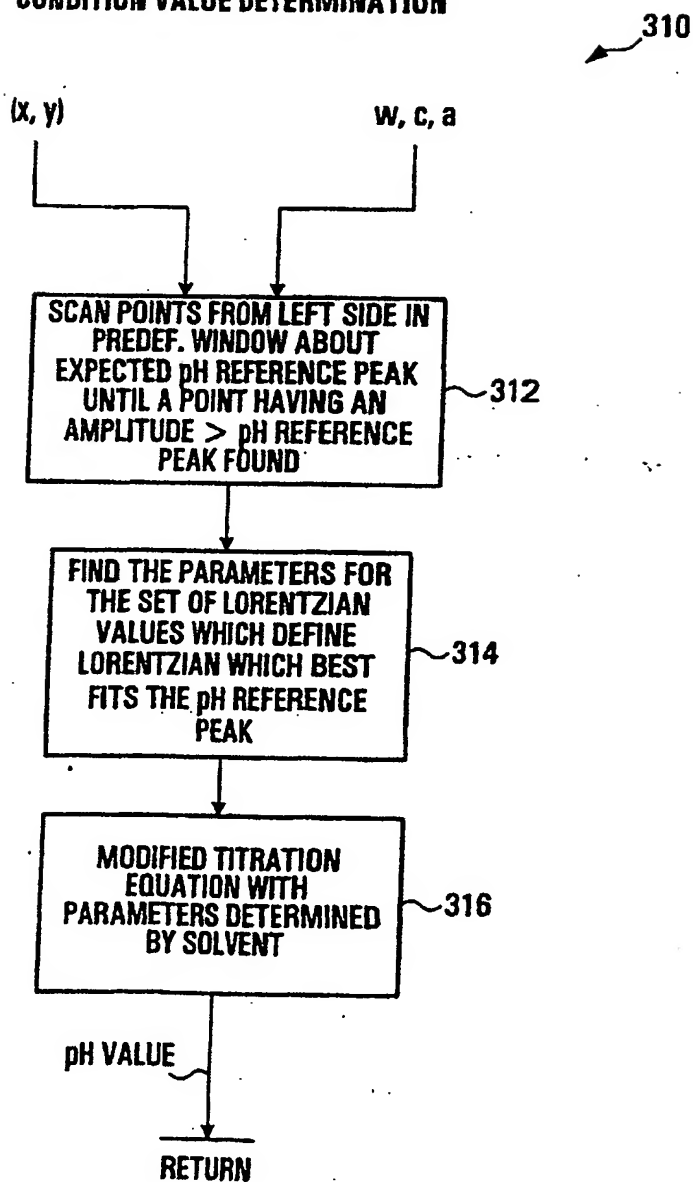 CONDITION VALUE DETERMINATION
310
(x, y)
w, c, a
SCAN POINTS FROM LEFT SIDE IN
PREDEF. WINDOW ABOUT
EXPECTED pH REFERENCE PEAK
UNTIL A POINT HAVING AN
AMPLITUDE > pH REFERENCE
PEAK FOUND
312
FIND THE PARAMETERS FOR
THE SET OF LORENTZIAN
VALUES WHICH DEFINE
LORENTZIAN WHICH BEST
FITS THE pH REFERENCE
PEAK
314
MODIFIED TITRATION
EQUATION WITH
PARAMETERS DETERMINED
BY SOLVENT
316
pH VALUE
RETURN